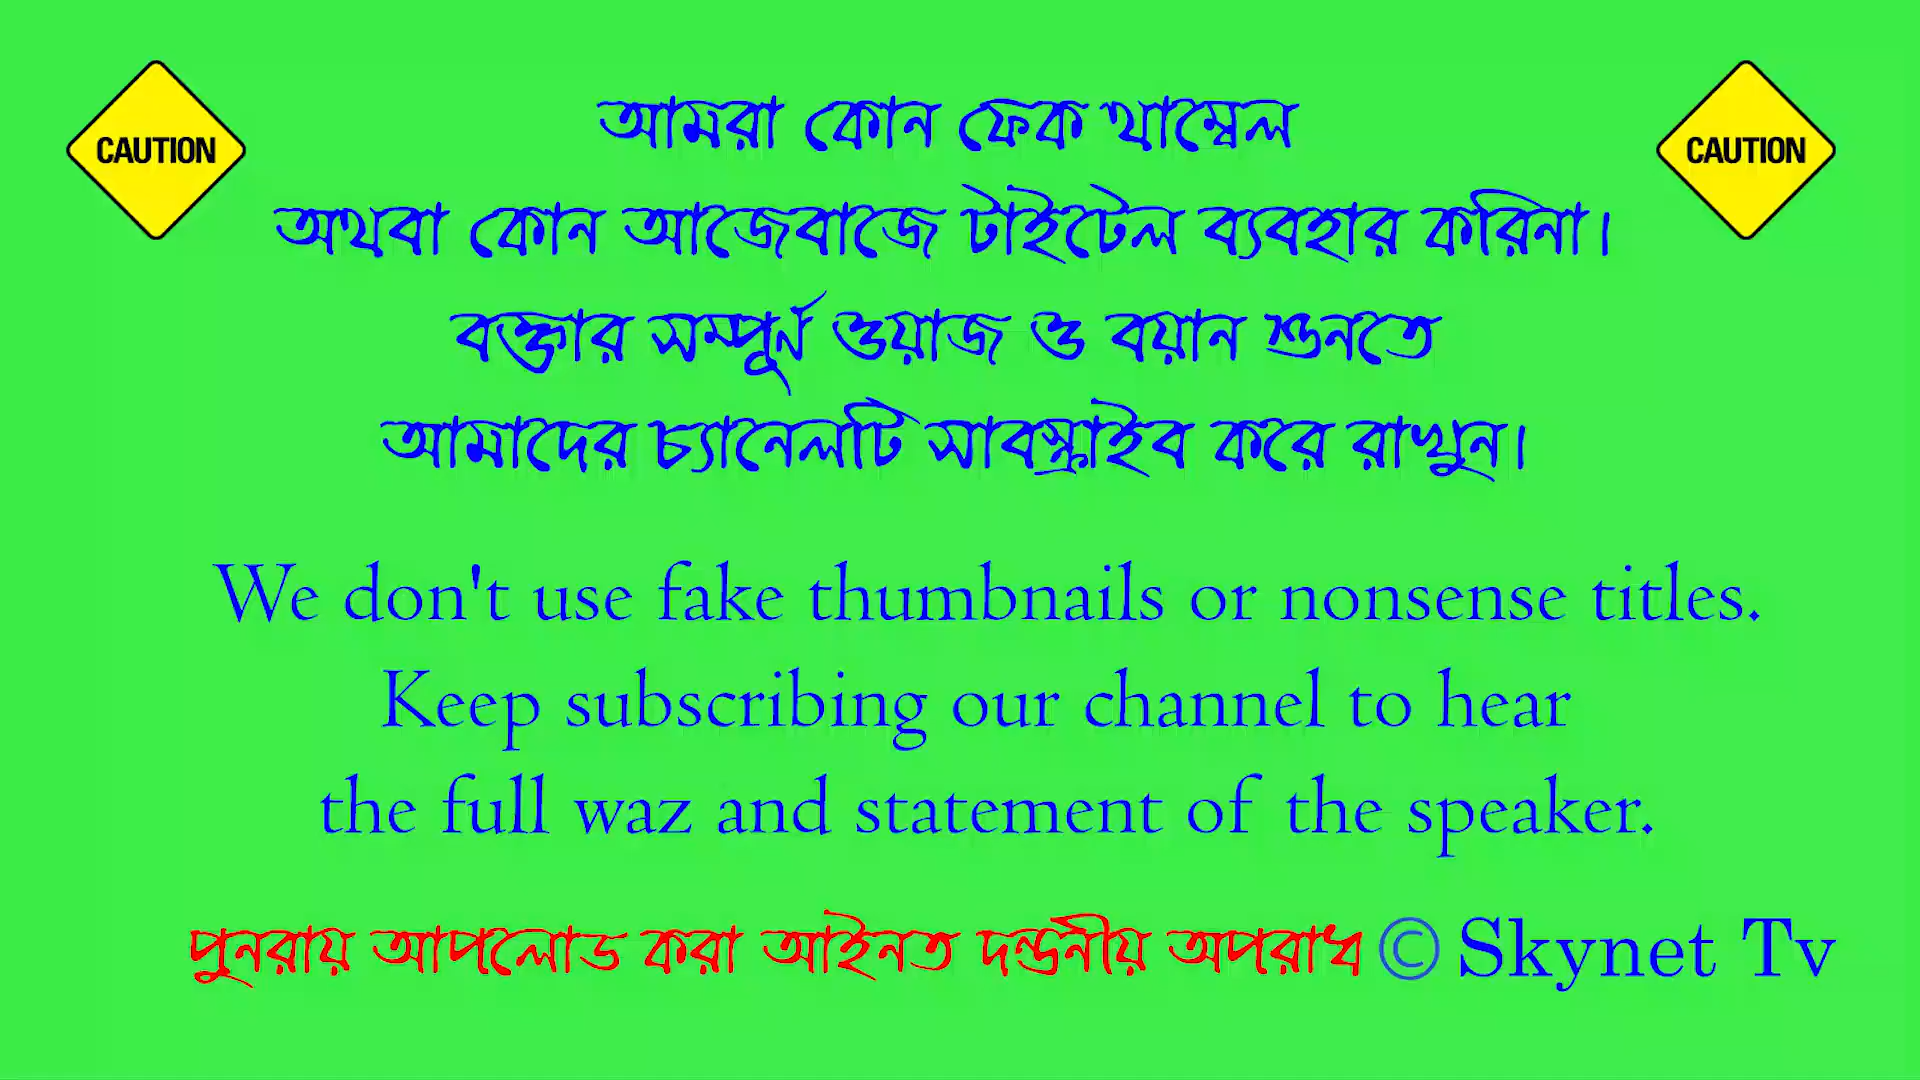 CAUTION
CAUTION
আমরা কোন ফেক থাম্বেল
অথবা কোন আজেবাজে টাইটেল ব্যবহার করিনা।
বক্তার সম্পূর্ন ওয়াজ ও বয়ান শুনতে
আমাদের চ্যানেলটি সাবস্ক্রাইব করে রাখুন।
We don't use fake thumbnails or nonsense titles.
Keep subscribing our channel to hear
the full waz and statement of the speaker.
পুনরায় আপলোড করা আইনত দর্ন্ডনীয় অপরাধ © Skynet Tv